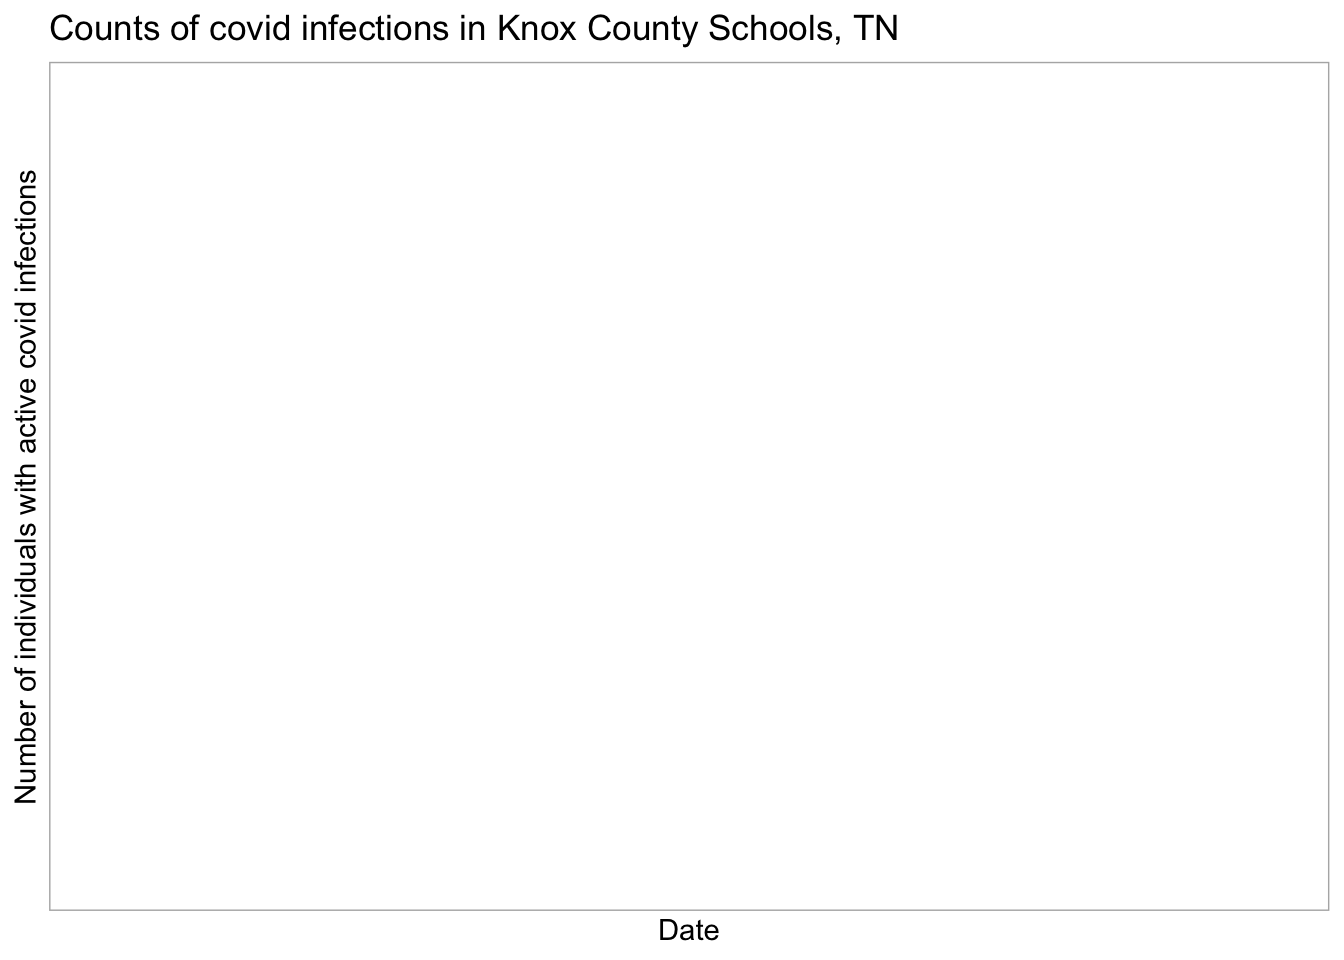 Counts of covid infections in Knox County Schools, TN
Number of individuals with active covid infections
Date